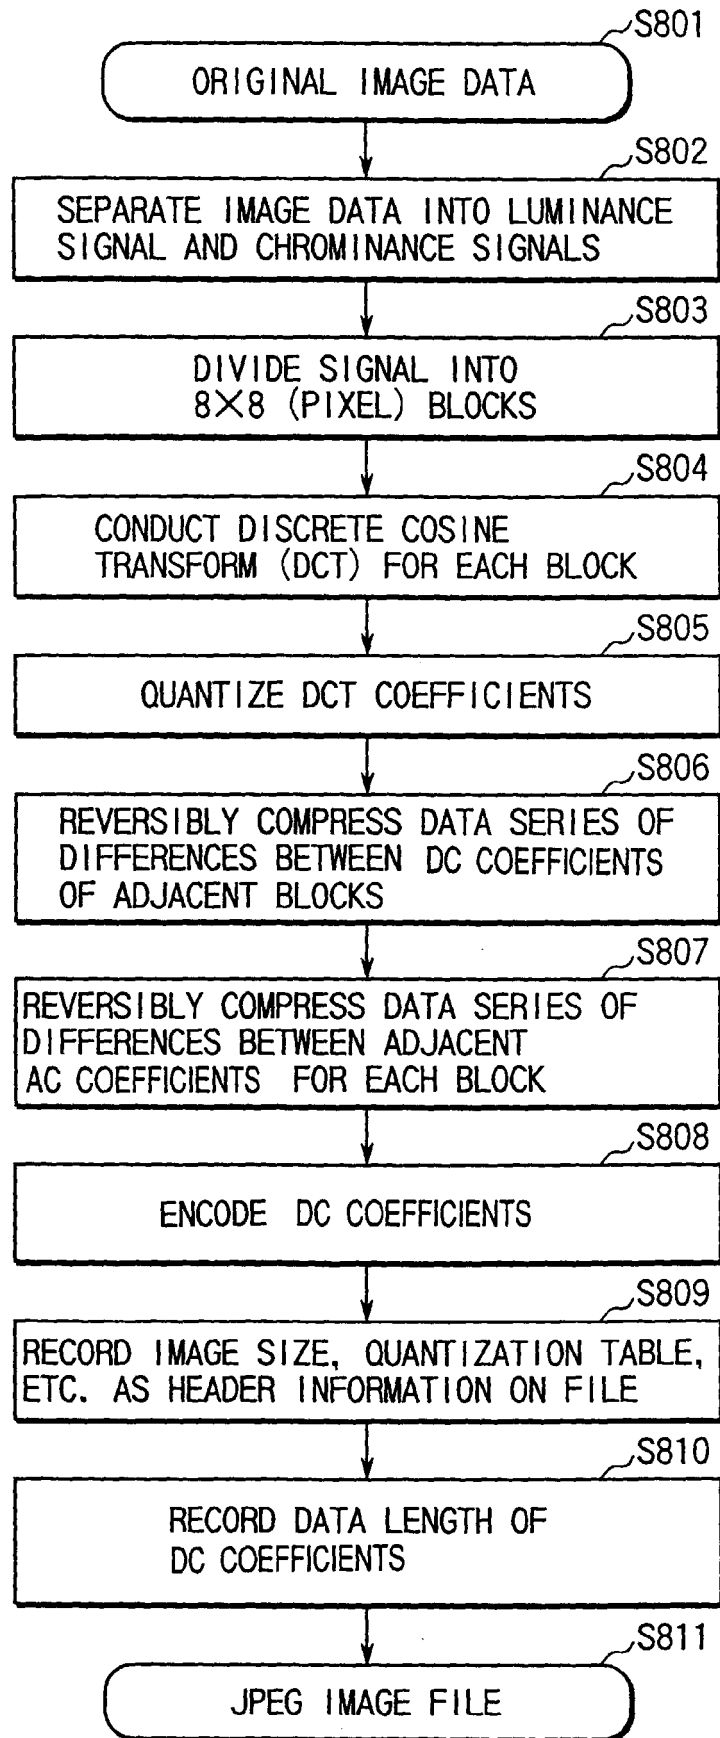 S801
ORIGINAL IMAGE DATA
S802
SEPARATE IMAGE DATA INTO LUMINANCE
SIGNAL AND CHROMINANCE SIGNALS
S803
DIVIDE SIGNAL INTO
8×8 (PIXEL) BLOCKS
S804
CONDUCT DISCRETE COSINE
TRANSFORM (DCT) FOR EACH BLOCK
S805
QUANTIZE DCT COEFFICIENTS
S806
REVERSIBLY COMPRESS DATA SERIES OF
DIFFERENCES BETWEEN DC COEFFICIENTS
OF ADJACENT BLOCKS
S807
REVERSIBLY COMPRESS DATA SERIES OF
DIFFERENCES BETWEEN ADJACENT
AC COEFFICIENTS FOR EACH BLOCK
S808
ENCODE DC COEFFICIENTS
S809
RECORD IMAGE SIZE, QUANTIZATION TABLE,
ETC. AS HEADER INFORMATION ON FILE
S810
RECORD DATA LENGTH OF
DC COEFFICIENTS
S811
JPEG IMAGE FILE